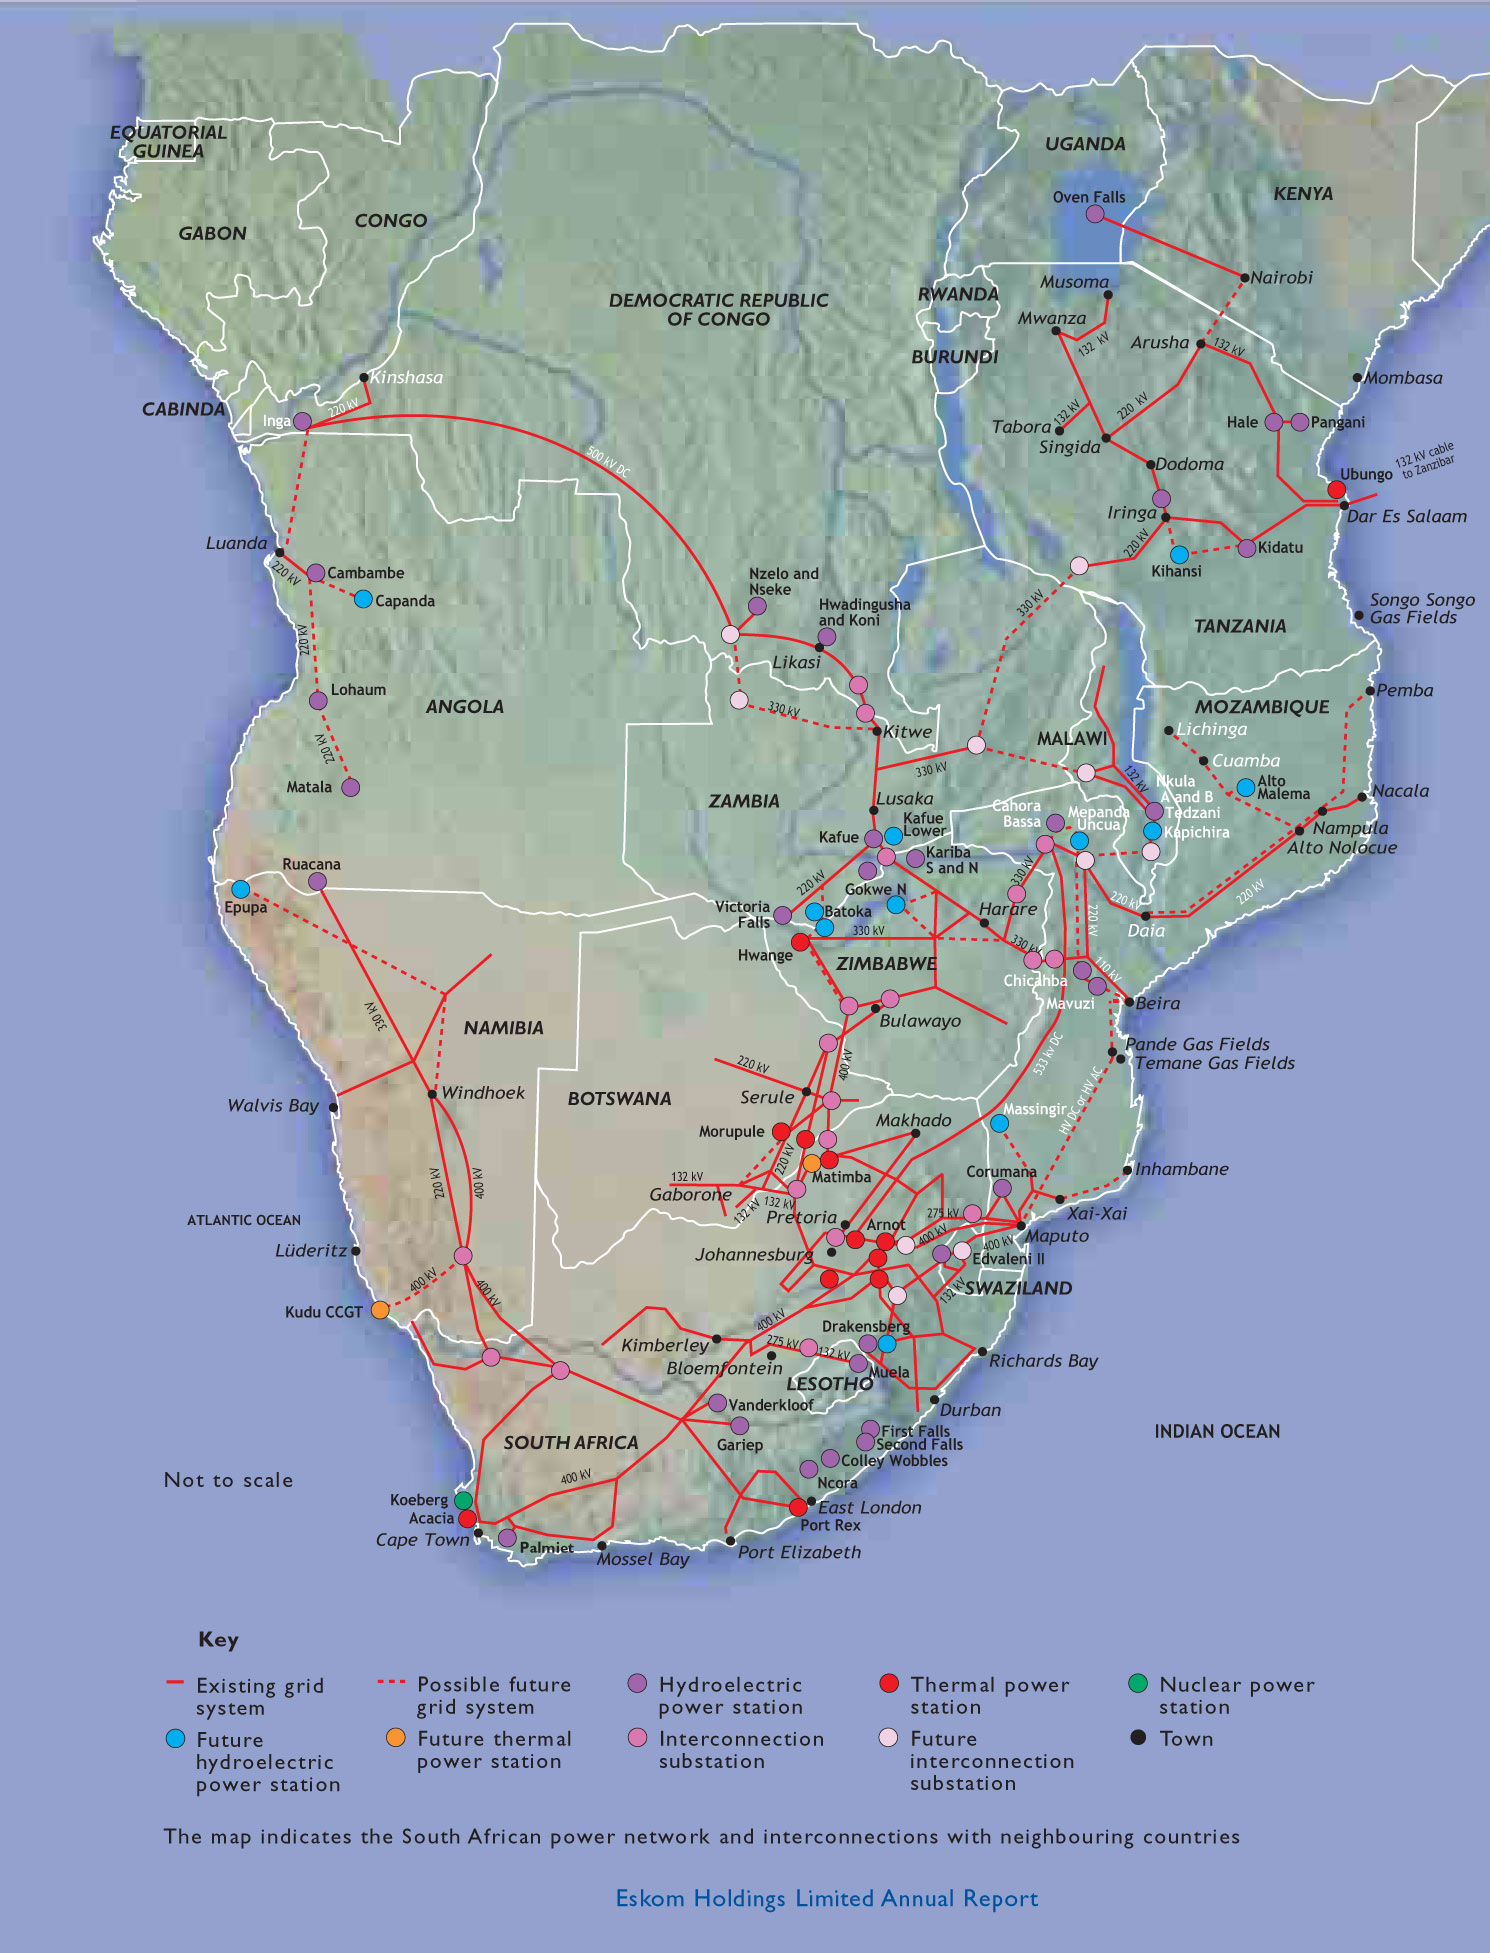 EQUATORIAL
GUINEA
UGANDA
Oven Falls
KENYA
GABON
CONGO
Nairobi
Musoma
RWANDA
DEMOCRATIC REPUBLIC
OF CONGO
Mwanza
132 kV
Arusha
132 kV
BURUNDI
Kinshasa
Mombasa
CABINDA
220 kV
Inga
132 kV
220 kV
Tabora
Singida
Hale
Pangani
500 kV DC
132 kV cable
to Zanzibar
Dodoma
Ubungo
Iringa
Dar Es Salaam
Luanda
220 kV
220 kV
Kidatu
Kihansi
Cambambe
Capanda
Nzelo and
Nseke
Hwadingusha
and Koni
330 kV
Songo Songo
Gas Fields
220 kV
TANZANIA
Likasi
Lohaum
ANGOLA
330 kV
Pemba
MOZAMBIQUE
Lichinga
220 kV
Kitwe
MALAWI
330 kV
Cuamba
132 kV
Matala
Nkula
A and B
Tedzani
Alto
Malema
Nacala
ZAMBIA
Lusaka
Cahora
Bassa
Mepanda
Uncua
Kafue
Kafue
Lower
Kapichira
Nampula
Alto Nolocue
Kariba
S and N
Ruacana
330 kV
220 kV
Gokwe N
220 kV
220 kV
Epupa
Victoria
Falls
Batoka
Harare
220 kV
Daia
330 kV
330 kV
Hwange
ZIMBABWE
110 kV
Chicahba
Mavuzi
Beira
330 kV
NAMIBIA
Bulawayo
Pande Gas Fields
Temane Gas Fields
533 kv DC
220 kV
400 kV
Windhoek
BOTSWANA
Serule
HV DC or HV AC
Walvis Bay
Massingir
Makhado
Morupule
220 kV
Inhambane
220 kV
400 kV
132 kV
Matimba
Corumana
Gaborone
132 kV
132 kV
Xai-Xai
ATLANTIC OCEAN
Pretoria
Arnot
275 kV
400 kV
Maputo
Lüderitz
Johannesburg
400 kV
Edvaleni II
400 kV
400 kV
132 kV
SWAZILAND
Kudu CCGT
400 kV
Drakensberg
Kimberley
275 kV
132 kV
Bloemfontein
Muela
Richards Bay
LESOTHO
Vanderkloof
Durban
Gariep
First Falls
Second Falls
INDIAN OCEAN
SOUTH AFRICA
Colley Wobbles
Not to scale
400 kV
Ncora
Koeberg
Acacia
East London
Port Rex
Cape Town
Palmiet
Mossel Bay
Port Elizabeth
Key
Existing grid
system
Possible future
grid system
Hydroelectric
power station
Thermal power
station
Nuclear power
station
Future
hydroelectric
power station
Future thermal
power station
Interconnection
substation
Future
interconnection
substation
Town
The map indicates the South African power network and interconnections with neighbouring countries
Eskom Holdings Limited Annual Report